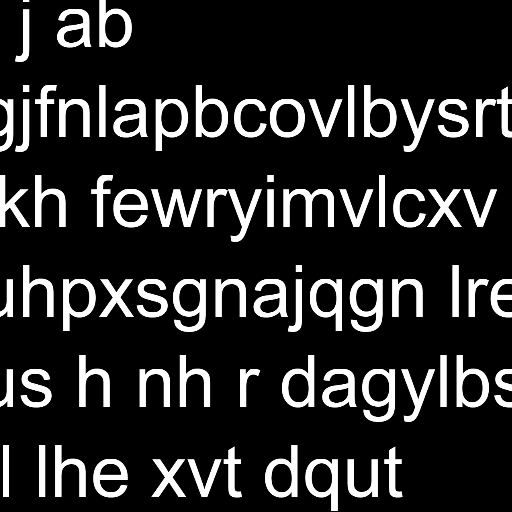 j ab
gjfnlapbcovlbysrt
kh fewryimvlcxv
uhpxsgnajqgn lre
us h nh r dagylbs
l lhe xvt dqut